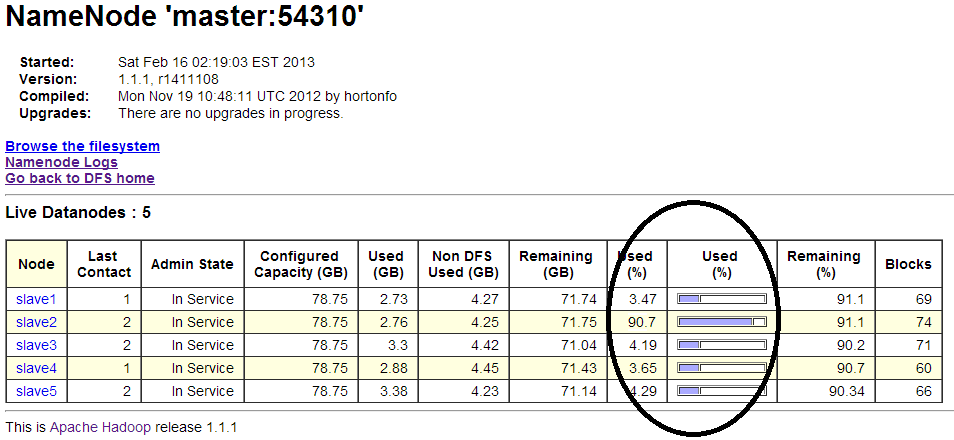 NameNode 'master:54310'
Started: Sat Feb 16 02:19:03 EST 2013
Version: 1.1.1, r1411108
Compiled: Mon Nov 19 10:48:11 UTC 2012 by hortonfo
Upgrades: There are no upgrades in progress.
Browse the filesystem
Namenode Logs
Go back to DFS home
Live Datanodes : 5
Node Last Contact Admin State Configured Capacity (GB) Used (GB) Non DFS Used (GB) Remaining (GB) Used (%) Used (%) Remaining (%) Blocks
slave1 1 In Service 78.75 2.73 4.27 71.74 3.47 91.1 69
slave2 2 In Service 78.75 2.76 4.25 71.75 90.7 91.1 74
slave3 2 In Service 78.75 3.3 4.42 71.04 4.19 90.2 71
slave4 1 In Service 78.75 2.88 4.45 71.43 3.65 90.7 60
slave5 2 In Service 78.75 3.38 4.23 71.14 4.29 90.34 66
This is Apache Hadoop release 1.1.1